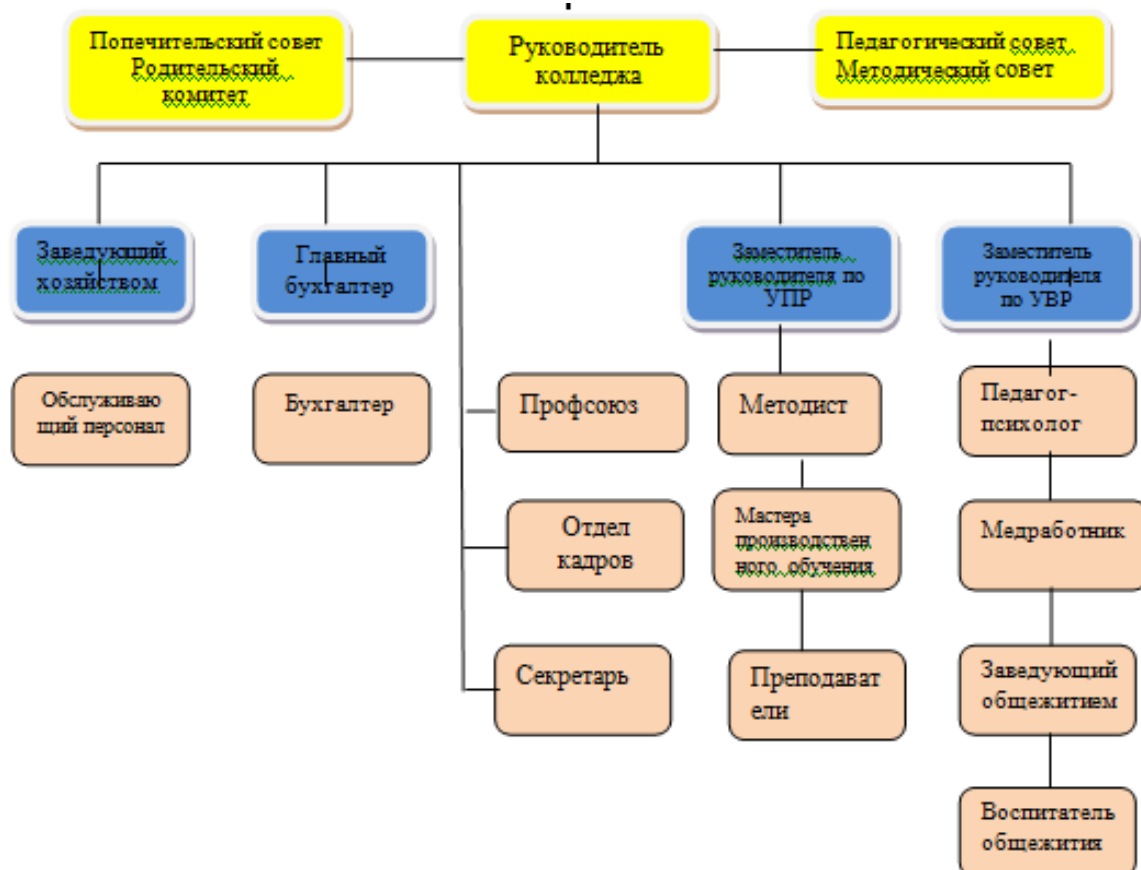 Попечительский совет
Родительский
комитет
Руководитель
колледжа
Педагогический совет
Методический совет
Заведующий
хозяйством
Главный
бухгалтер
Заместитель
руководителя по
УПР
Заместитель
руководителя
по УВР
Обслуживаю
щий персонал
Бухгалтер
Профсоюз
Методист
Педагог-
психолог
Отдел
кадров
Мастера
производствен
ного обучения
Медработник
Секретарь
Преподават
ели
Заведующий
общежитием
Воспитатель
общежития